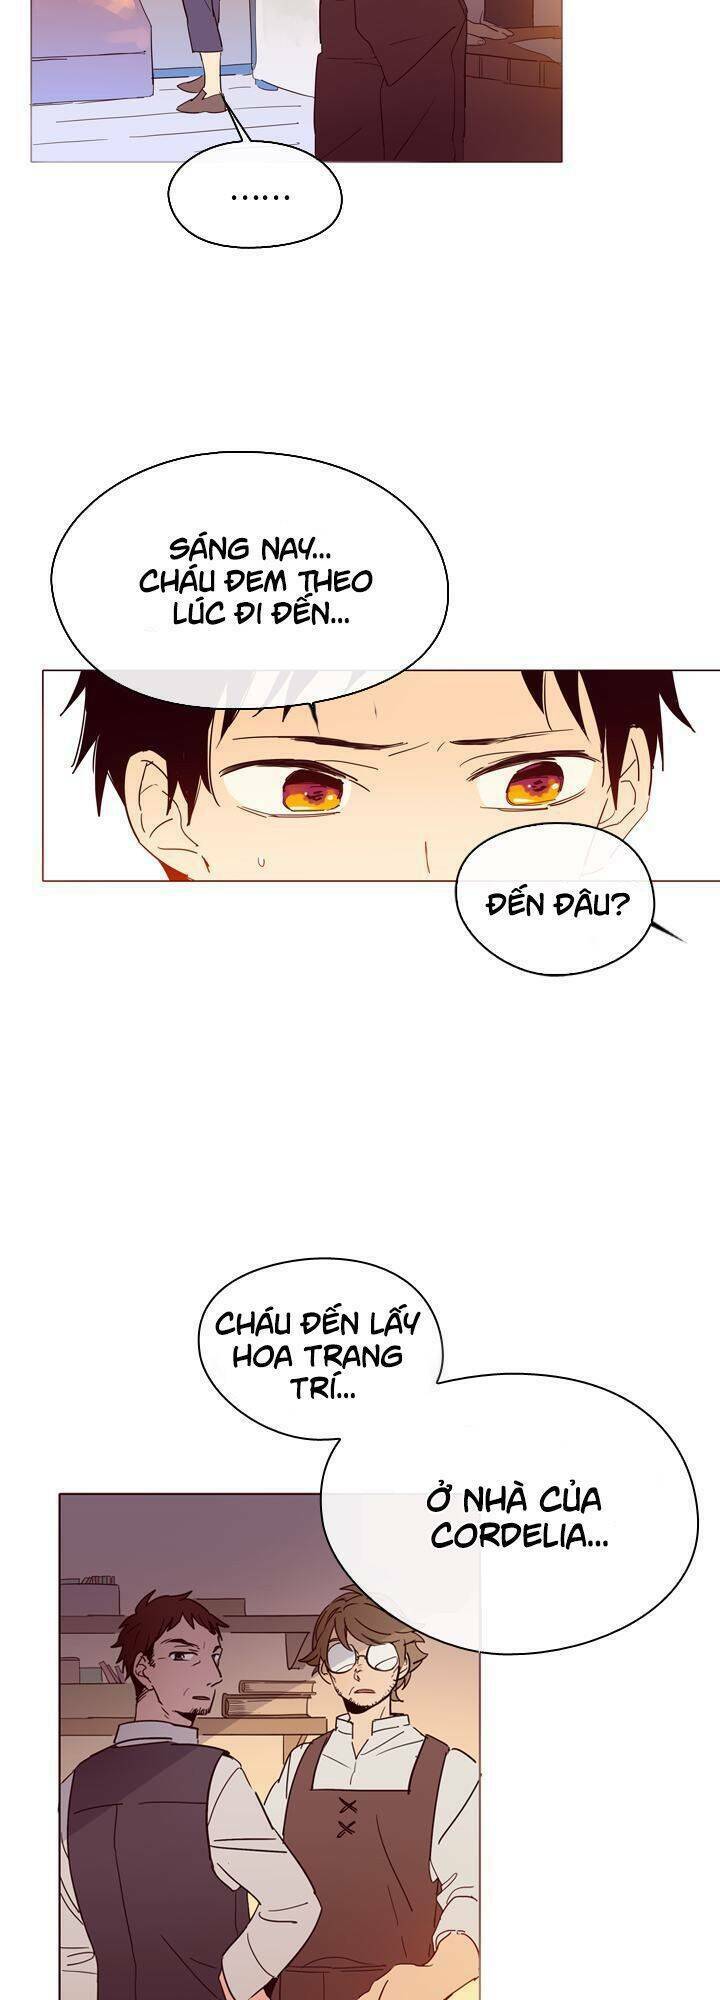 ......
SÁNG NAY...
CHÁU ĐEM THEO
LÚC ĐI ĐẾN...
ĐẾN ĐÂU?
CHÁU ĐẾN LẤY
HOA TRANG
TRÍ...
Ở NHÀ CỦA
CORDELIA...